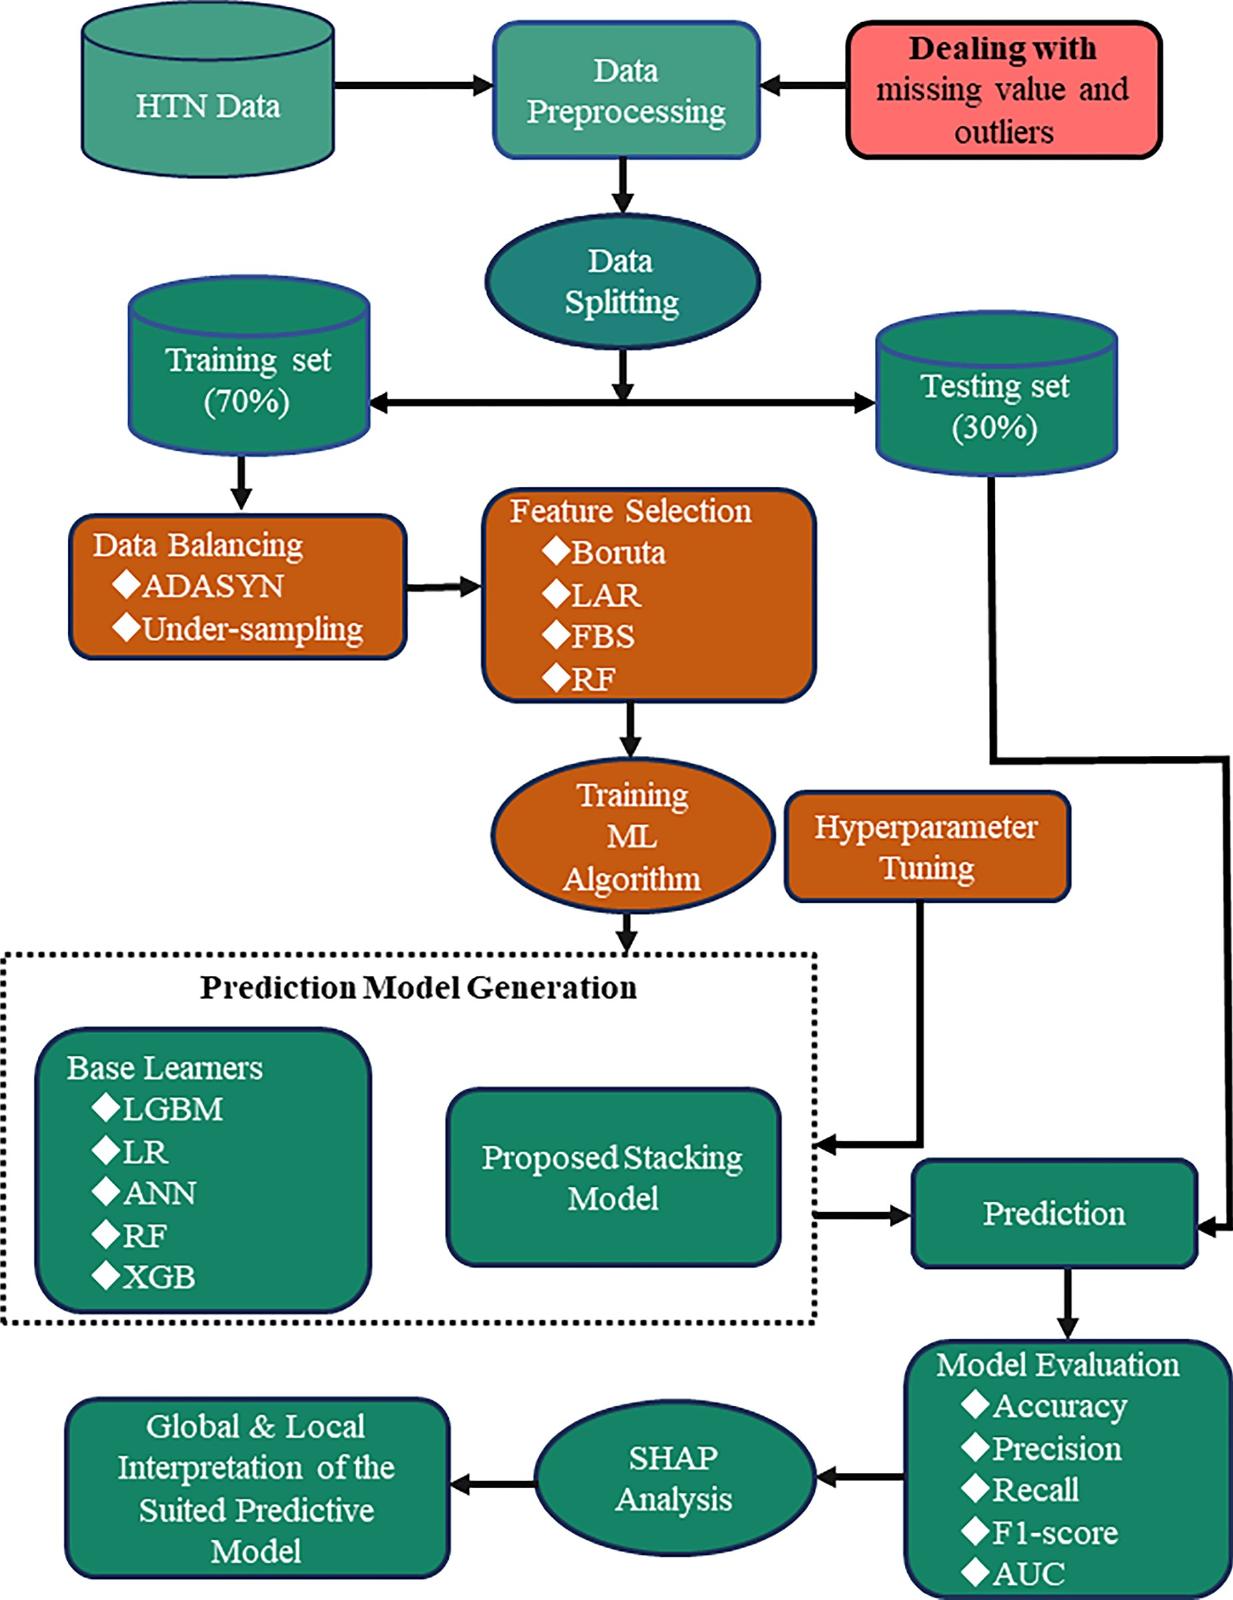 HTN Data
Data
Preprocessing
Dealing with
missing value and
outliers
Data
Splitting
Training set
(70%)
Testing set
(30%)
Data Balancing
◆ADASYN
◆Under-sampling
Feature Selection
◆Boruta
◆LAR
◆FBS
◆RF
Training
ML
Algorithm
Hyperparameter
Tuning
Prediction Model Generation
Base Learners
◆LGBM
◆LR
◆ANN
◆RF
◆XGB
Proposed Stacking
Model
Prediction
Model Evaluation
◆Accuracy
◆Precision
◆Recall
◆F1-score
◆AUC
SHAP
Analysis
Global & Local
Interpretation of the
Suited Predictive
Model